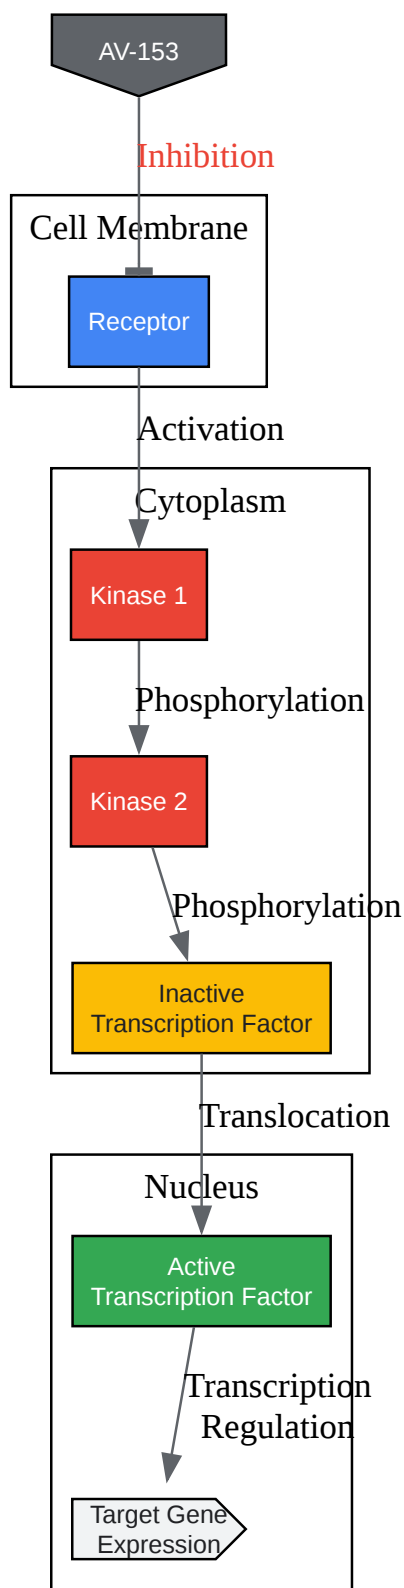 AV-153
Inhibition
Cell Membrane
Receptor
Activation
Cytoplasm
Kinase 1
Phosphorylation
Kinase 2
Phosphorylation
Inactive
Transcription Factor
Translocation
Nucleus
Active
Transcription Factor
Transcription
Regulation
Target Gene
Expression